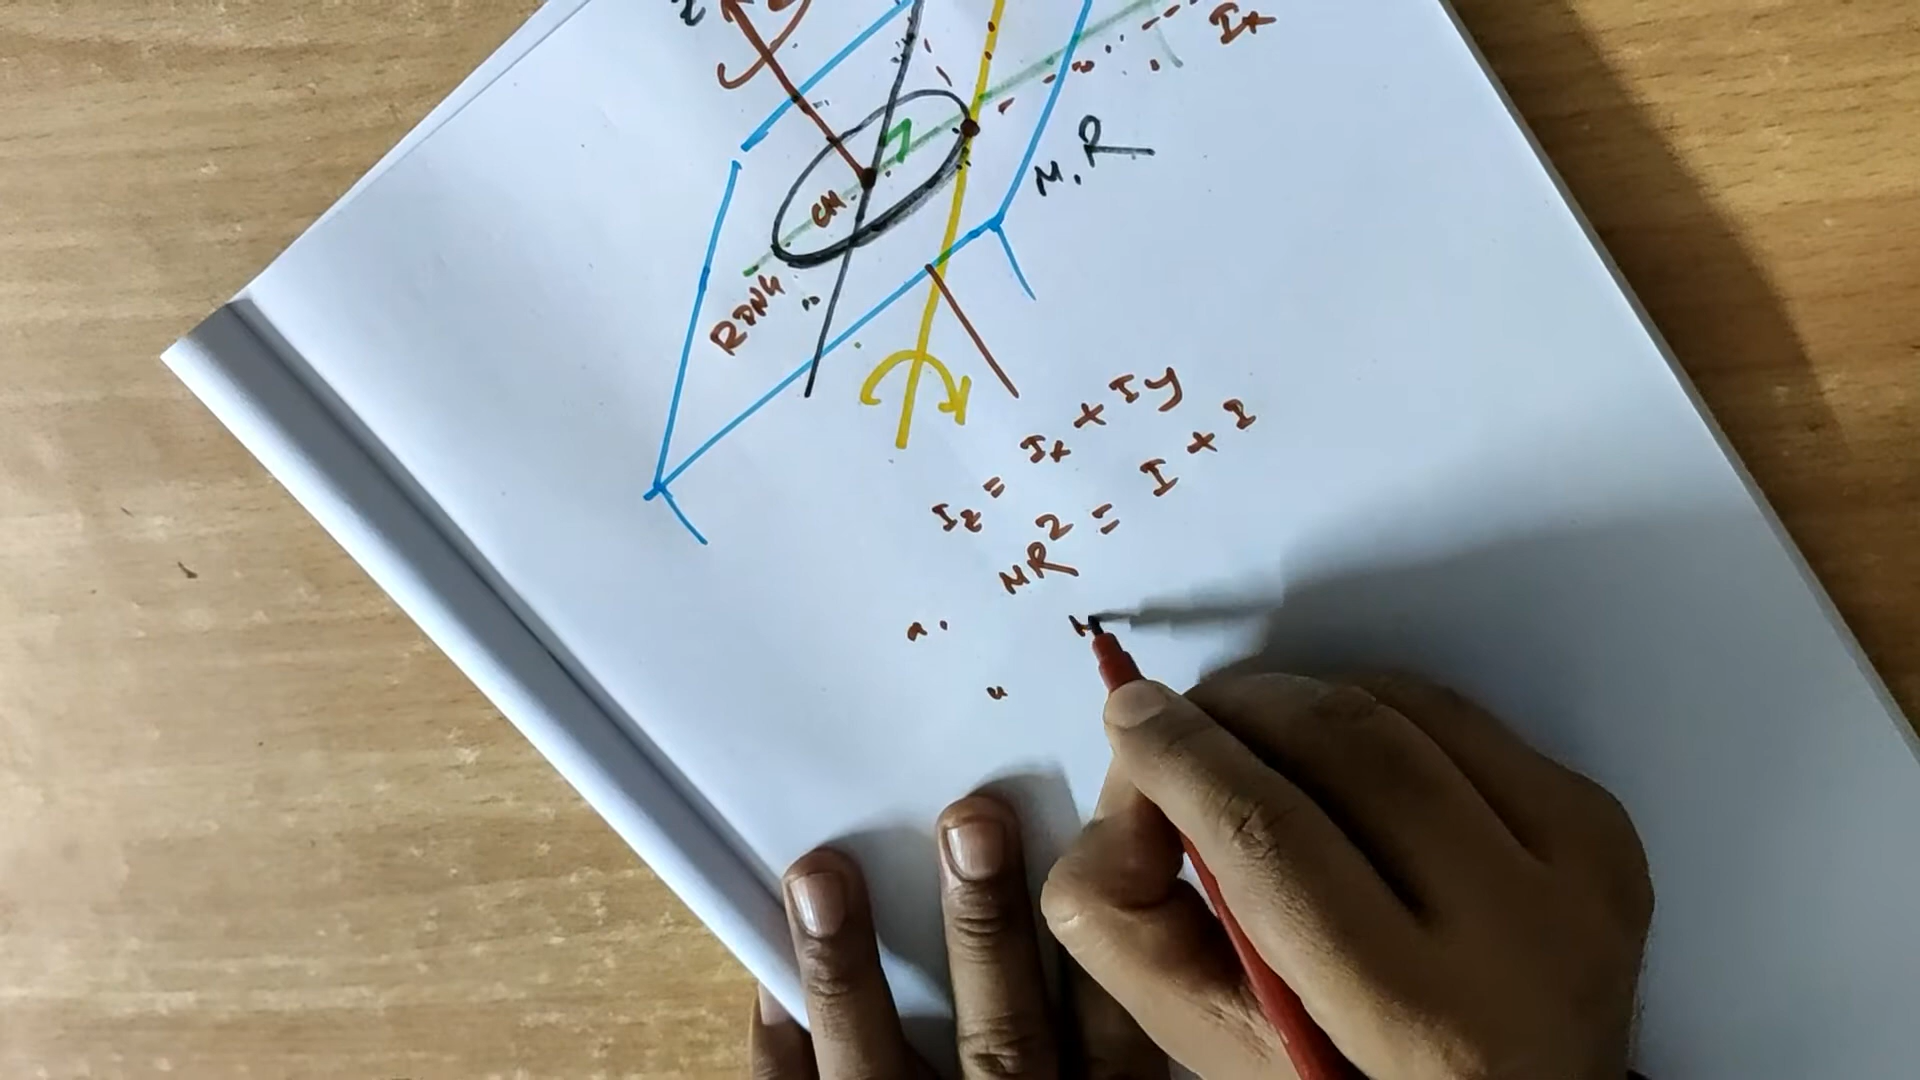 z
Ix
M, R
CM
RING
Iz = Ix + Iy
MR² = I + I